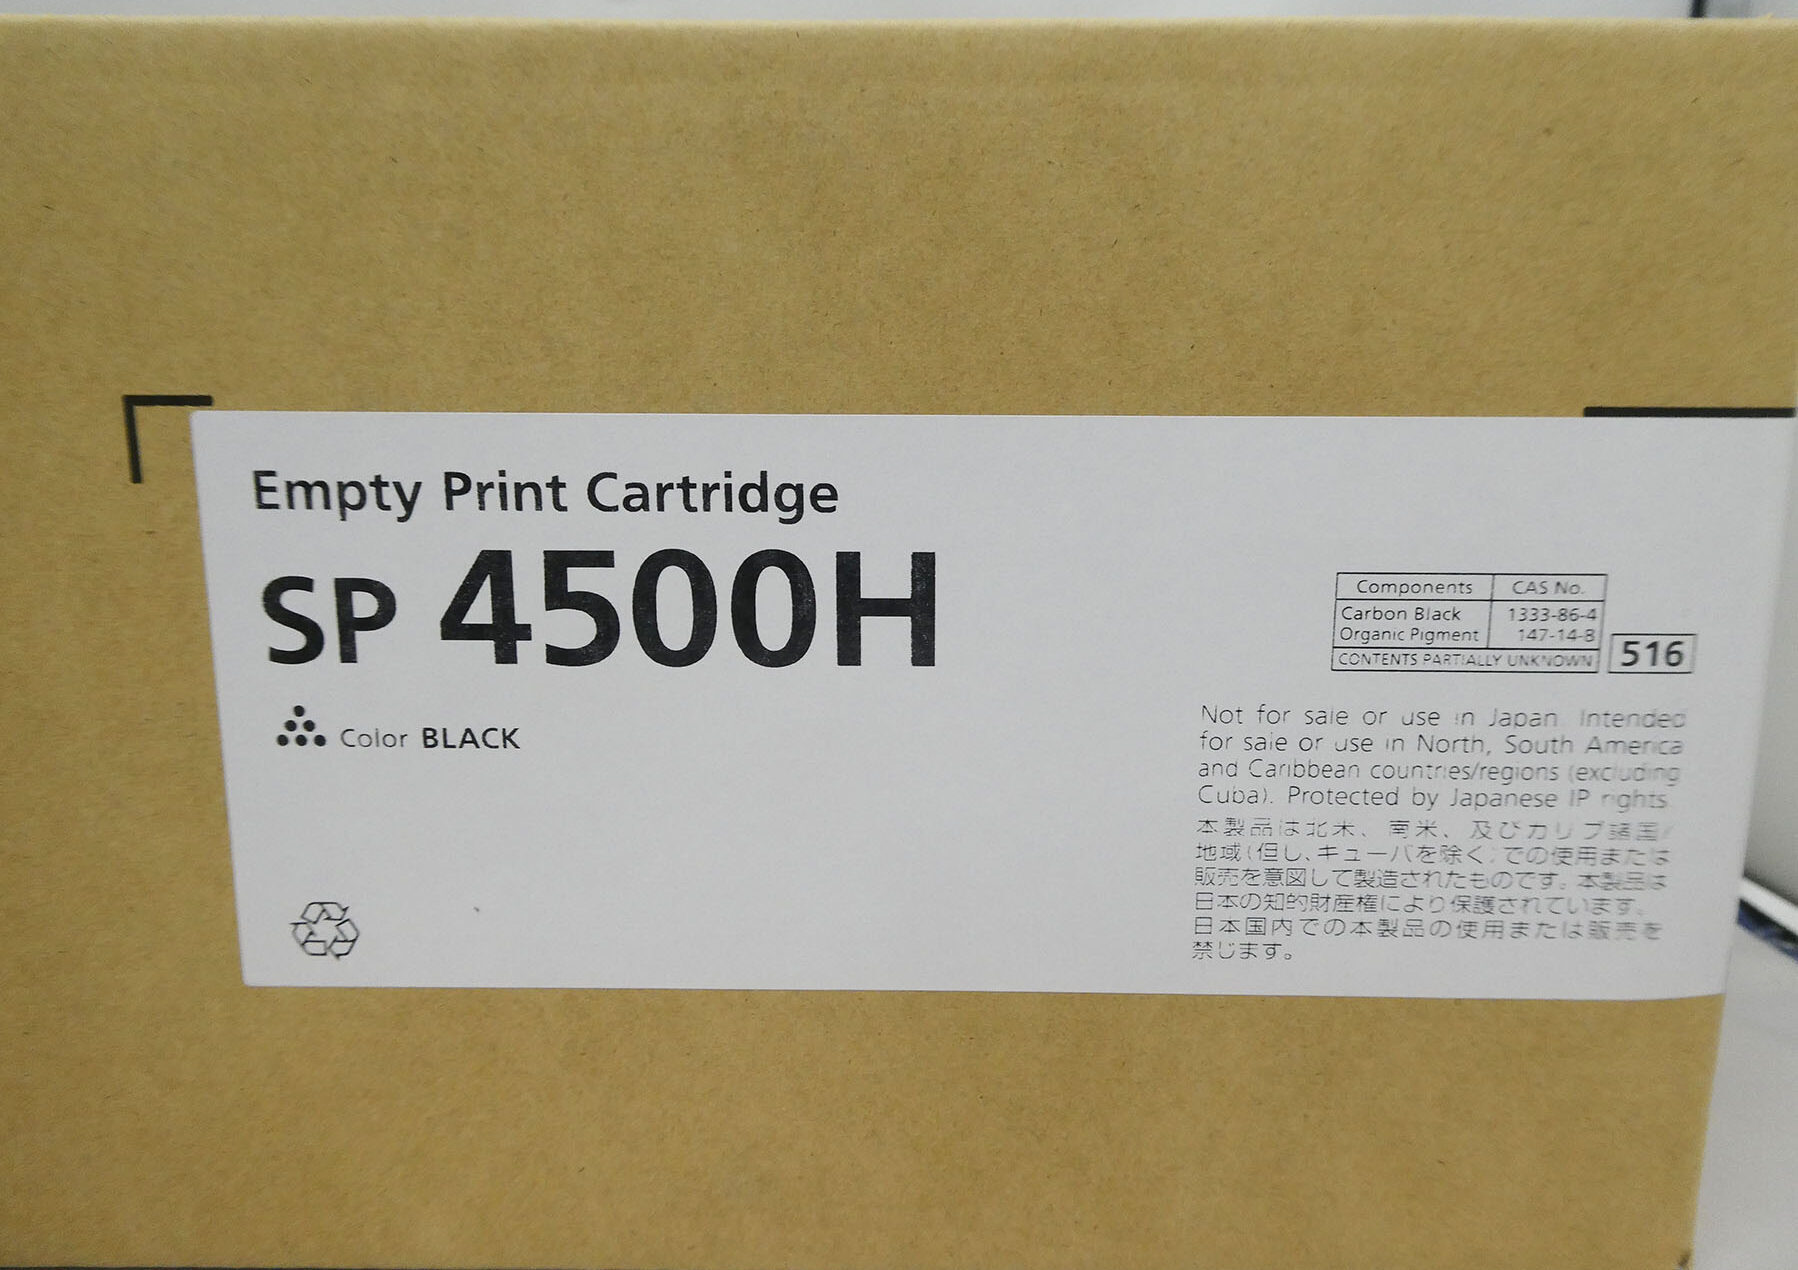 Empty Print Cartridge
SP 4500H
Color BLACK
Components CAS No.
Carbon Black 1333-86-4
Organic Pigment 147-14-8
CONTENTS PARTIALLY UNKNOWN
516
Not for sale or use in Japan. Intended
for sale or use in North, South America
and Caribbean countries/regions (excluding
Cuba). Protected by Japanese IP rights.
本製品は北米、南米、及びカリブ諸国/
地域(但し、キューバを除く)での使用または
販売を意図して製造されたものです。本製品は
日本の知的財産権により保護されています。
日本国内での本製品の使用または販売を
禁じます。